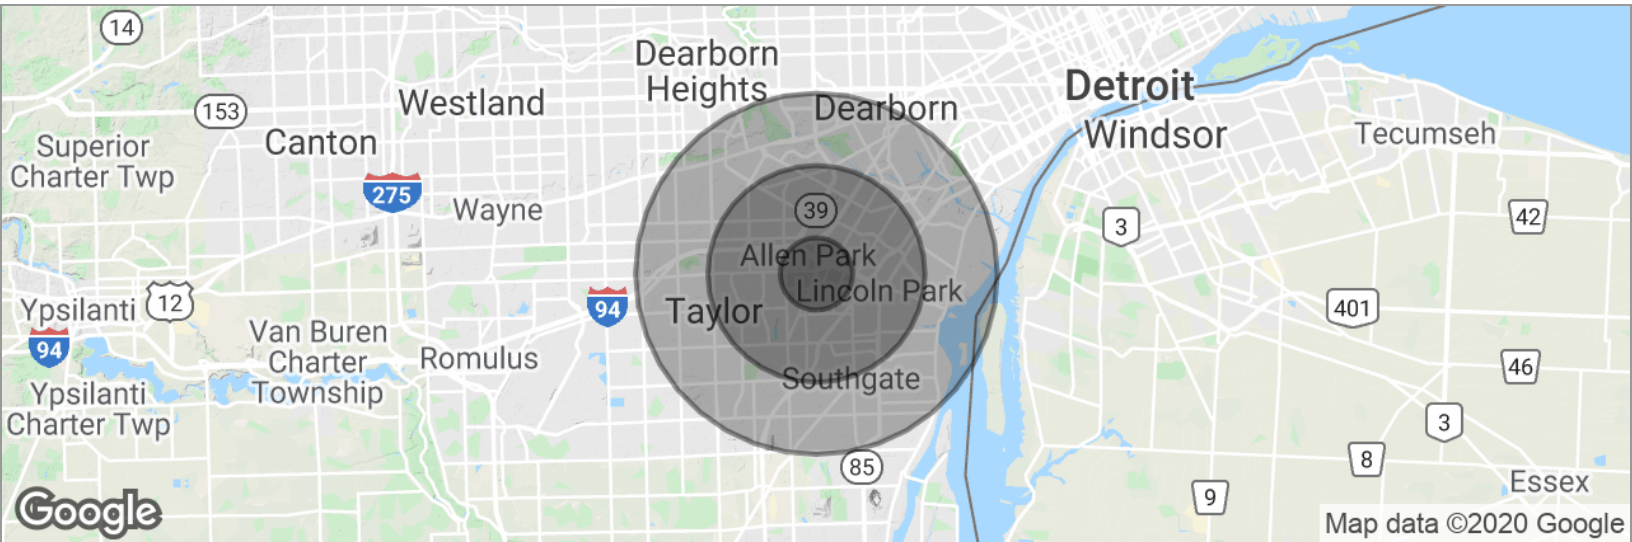 14
Dearborn
Heights
Detroit
Westland
153
Dearborn
Canton
Windsor
Tecumseh
Superior
Charter Twp
275
Wayne
39
3
42
Allen Park
Lincoln Park
Ypsilanti
12
94
Taylor
401
94
Van Buren
Charter
Township
Romulus
Southgate
46
Ypsilanti
Charter Twp
3
85
8
9
Essex
Google
Map data ©2020 Google